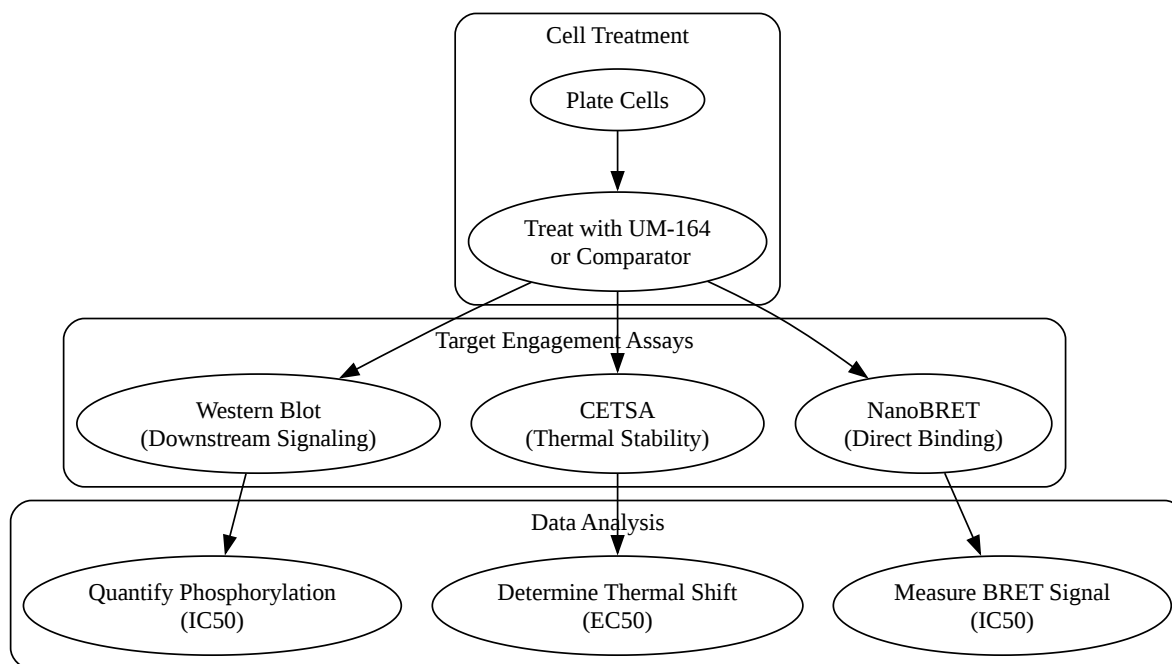 Cell Treatment
Plate Cells
Treat with UM-164
or Comparator
Target Engagement Assays
Western Blot
(Downstream Signaling)
CETSA
(Thermal Stability)
NanoBRET
(Direct Binding)
Data Analysis
Quantify Phosphorylation
(IC50)
Determine Thermal Shift
(EC50)
Measure BRET Signal
(IC50)